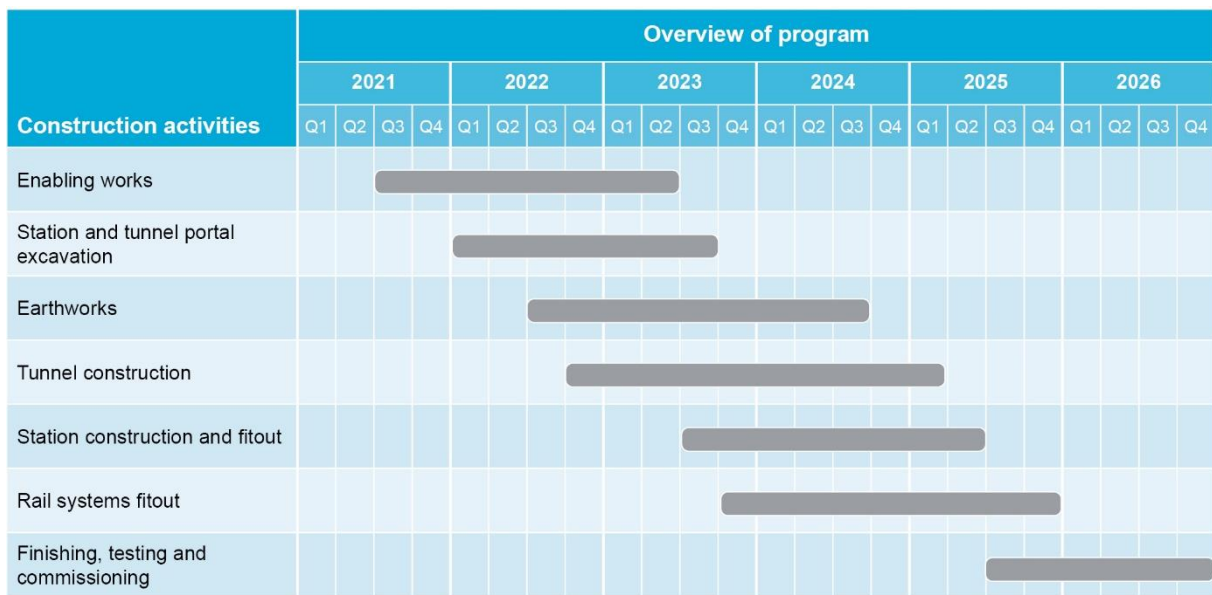 Overview of program
2021 2022 2023 2024 2025 2026
Construction activities Q1 Q2 Q3 Q4 Q1 Q2 Q3 Q4 Q1 Q2 Q3 Q4 Q1 Q2 Q3 Q4 Q1 Q2 Q3 Q4 Q1 Q2 Q3 Q4
Enabling works
Station and tunnel portal
excavation
Earthworks
Tunnel construction
Station construction and fitout
Rail systems fitout
Finishing, testing and
commissioning